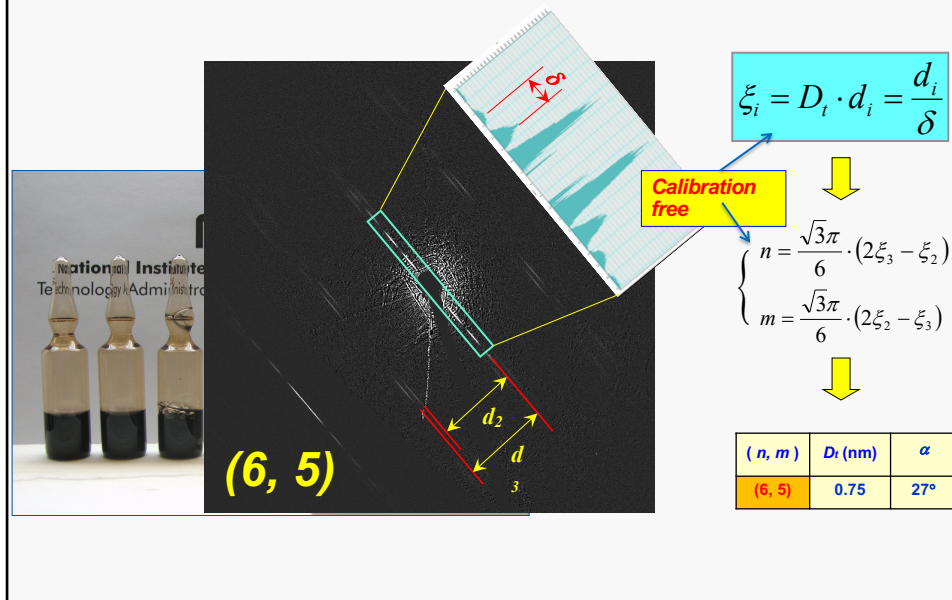 δ
ξᵢ = Dₜ · dᵢ = dᵢ / δ
Calibration
free
n = √3π / 6 · (2ξ₃ − ξ₂)
m = √3π / 6 · (2ξ₂ − ξ₃)
National Institute
Technology Administra
d₂
d
3
(6, 5)
( n, m ) Dₜ (nm) α
(6, 5) 0.75 27°